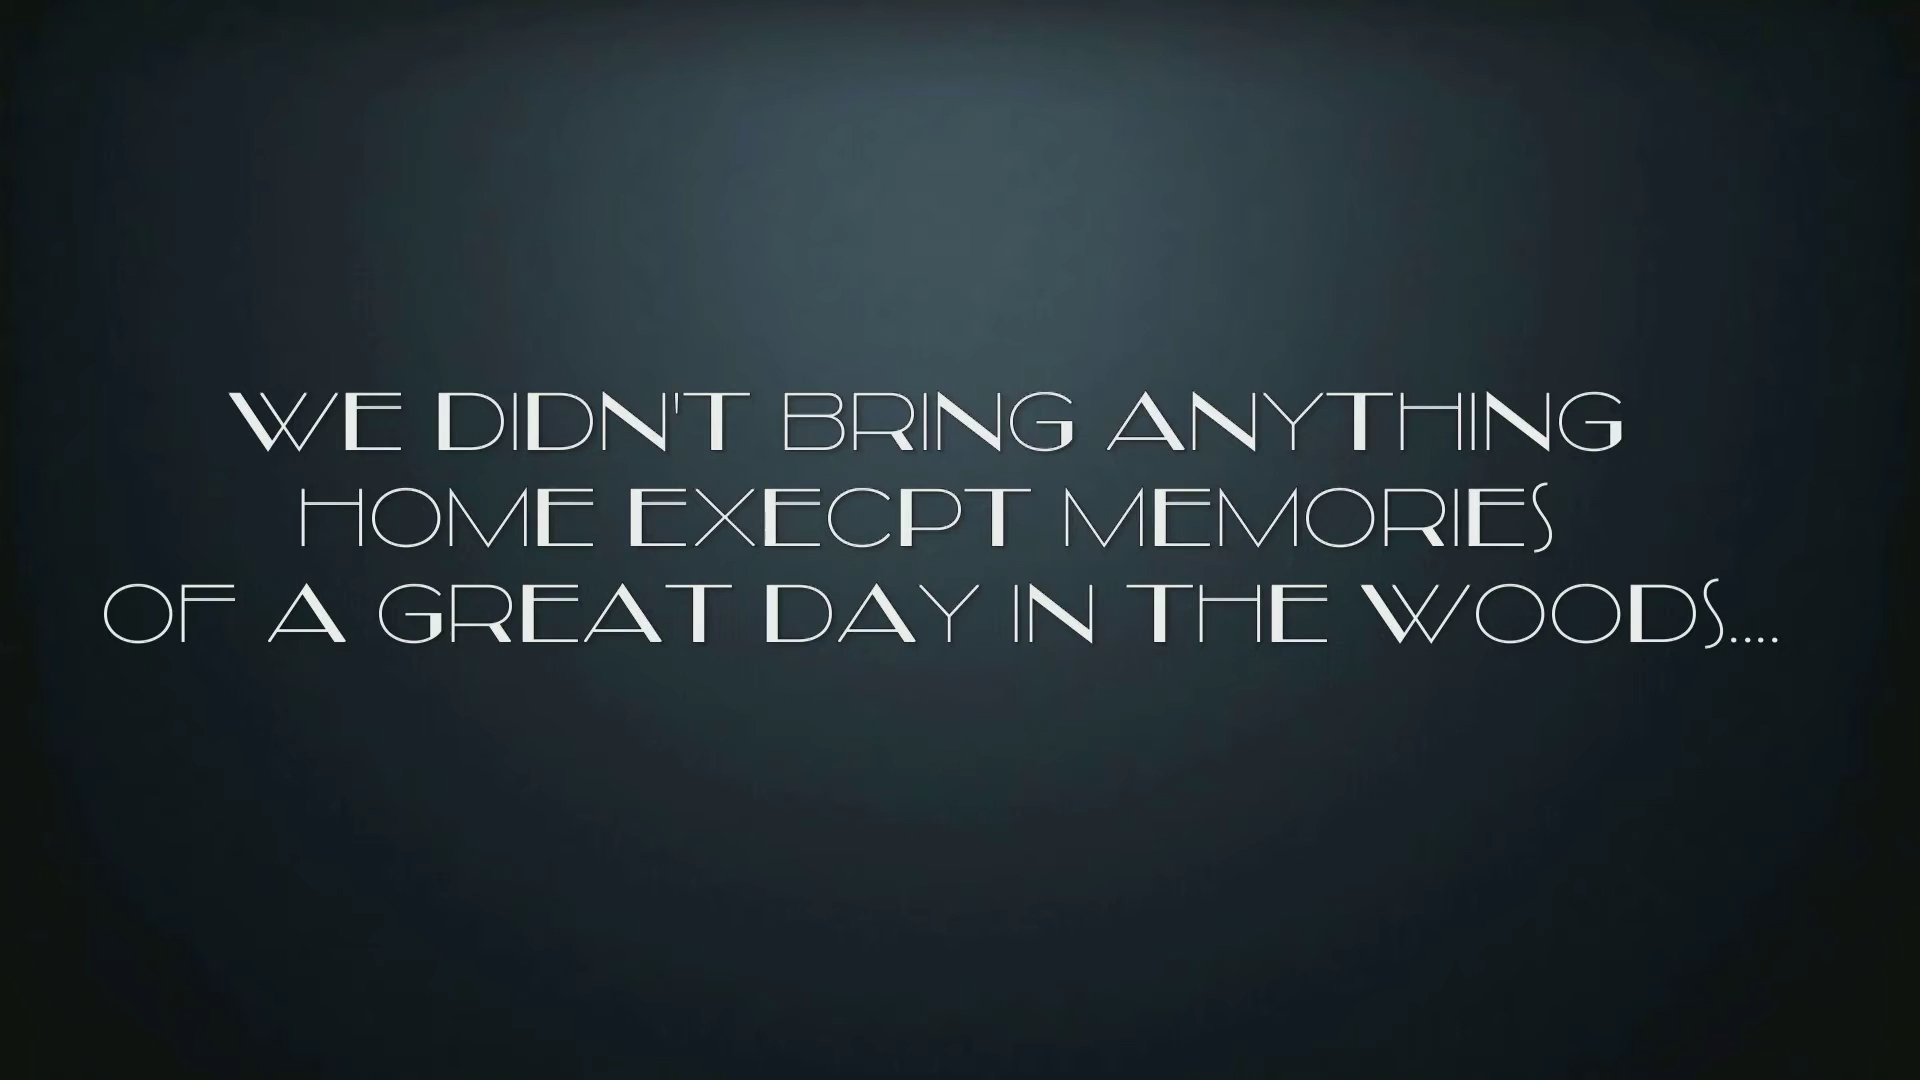 WE DIDN'T BRING ANYTHING
HOME EXECPT MEMORIES
OF A GREAT DAY IN THE WOODS....